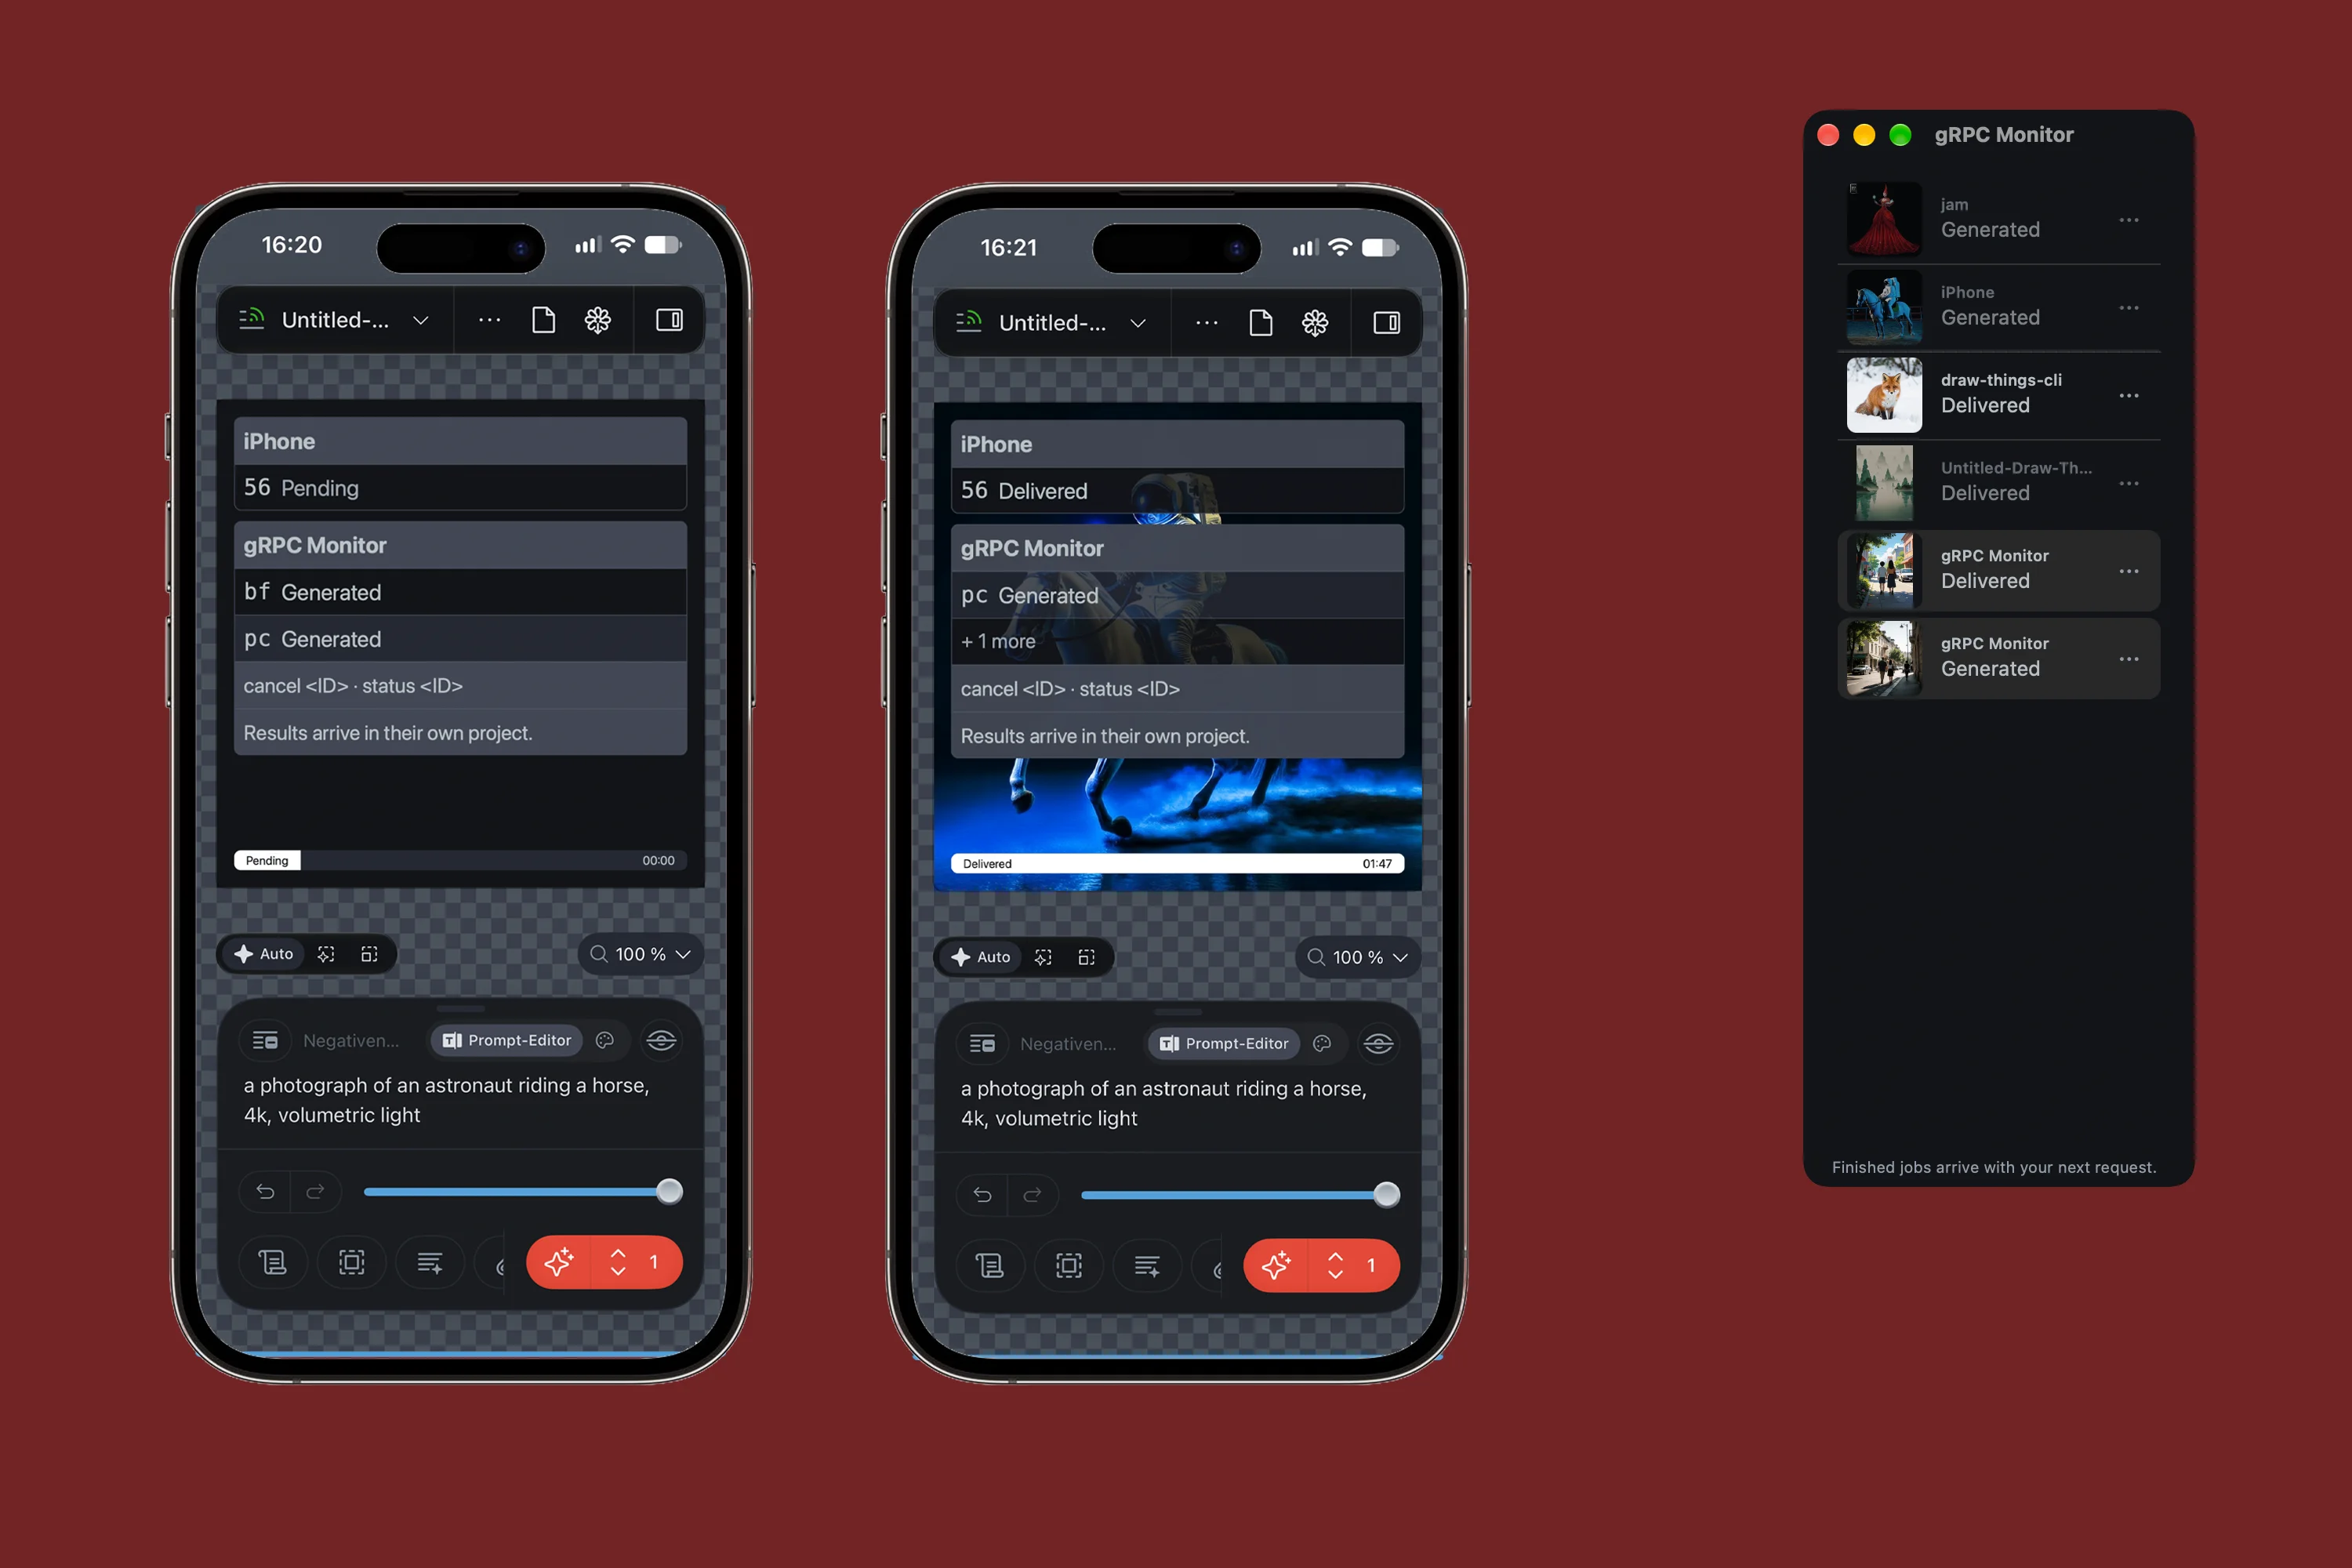 16:20
Untitled-...
iPhone
56 Pending
gRPC Monitor
bf Generated
pc Generated
cancel <ID> · status <ID>
Results arrive in their own project.
Pending 00:00
Auto
100 %
Negativen...
Prompt-Editor
a photograph of an astronaut riding a horse,
4k, volumetric light
1
16:21
Untitled-...
iPhone
56 Delivered
gRPC Monitor
pc Generated
+ 1 more
cancel <ID> · status <ID>
Results arrive in their own project.
Delivered 01:47
Auto
100 %
Negativen...
Prompt-Editor
a photograph of an astronaut riding a horse,
4k, volumetric light
1
gRPC Monitor
jam
Generated
iPhone
Generated
draw-things-cli
Delivered
Untitled-Draw-Th...
Delivered
gRPC Monitor
Delivered
gRPC Monitor
Generated
Finished jobs arrive with your next request.